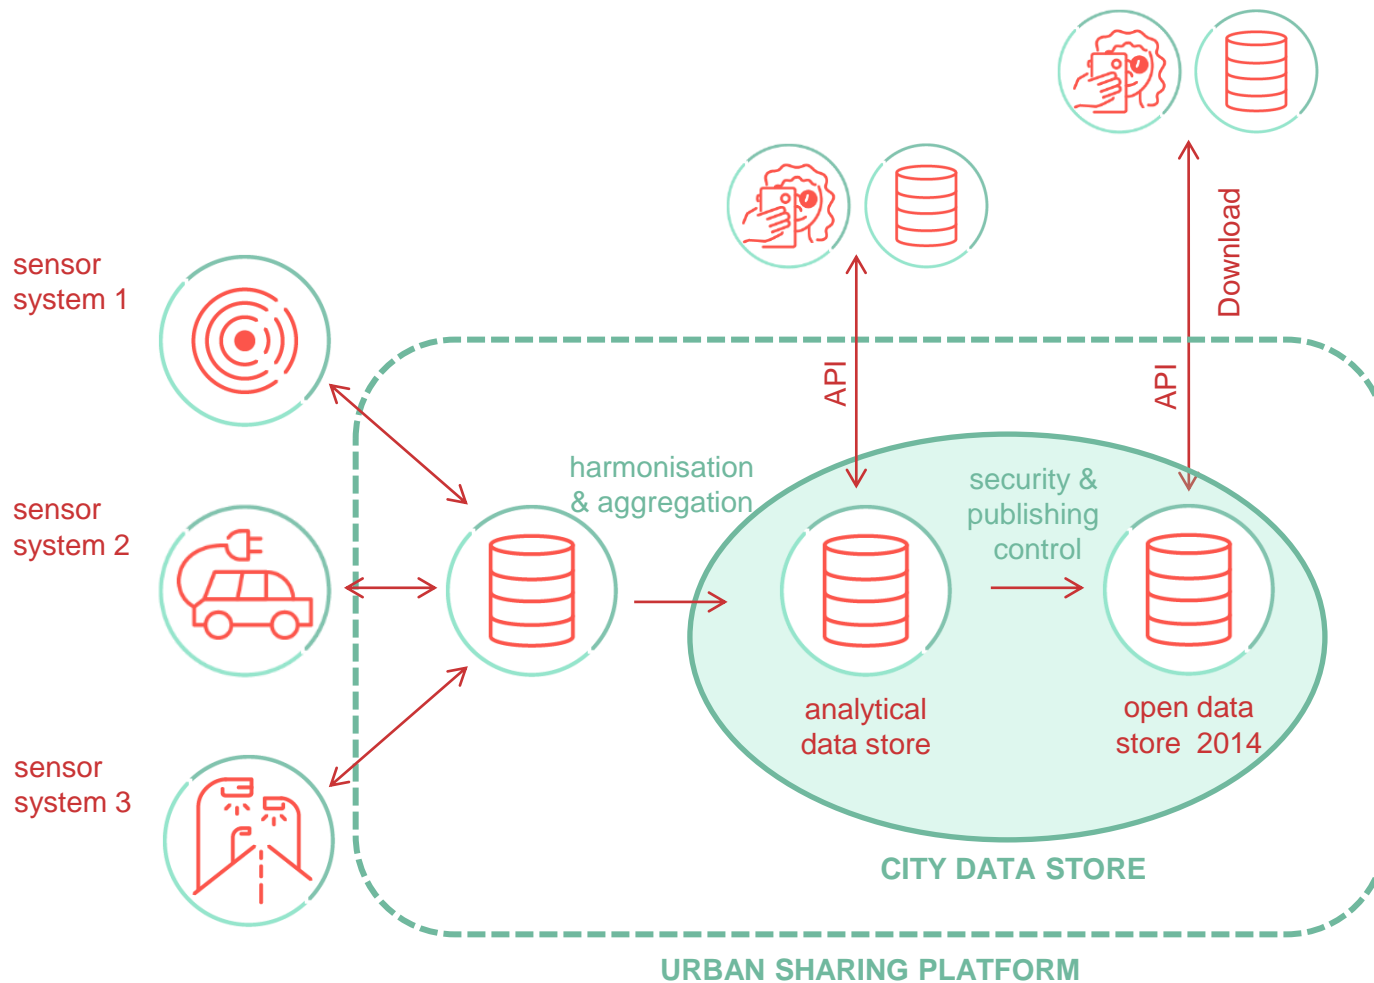 sensor
system 1
sensor
system 2
sensor
system 3
harmonisation
& aggregation
API
security &
publishing
control
Download
API
analytical
data store
open data
store  2014
CITY DATA STORE
URBAN SHARING PLATFORM